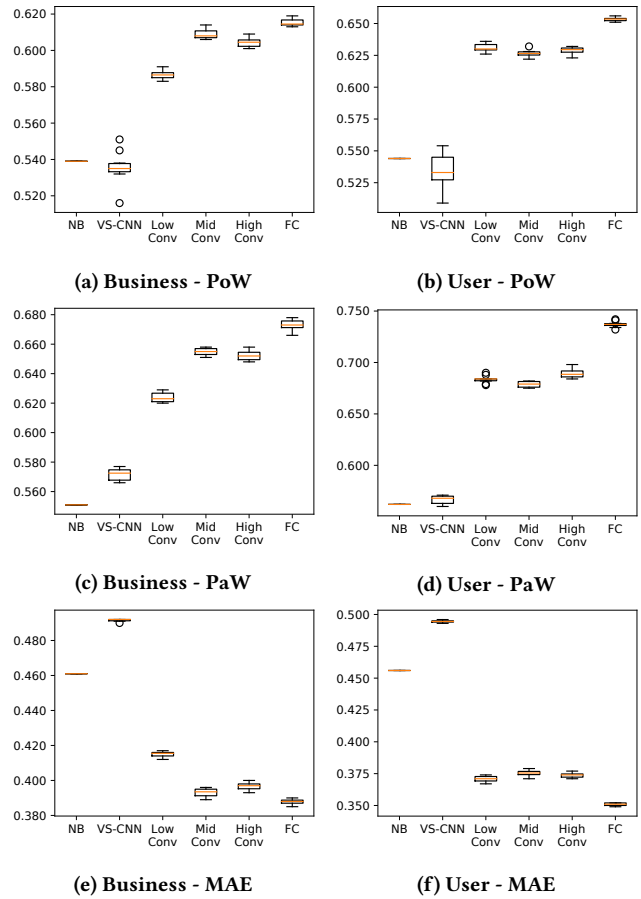 0.620
0.600
0.580
0.560
0.540
0.520
NB VS-CNN Low Mid High FC
Conv Conv Conv
(a) Business - PoW
0.650
0.625
0.600
0.575
0.550
0.525
NB VS-CNN Low Mid High FC
Conv Conv Conv
(b) User - PoW
0.680
0.660
0.640
0.620
0.600
0.580
0.560
NB VS-CNN Low Mid High FC
Conv Conv Conv
(c) Business - PaW
0.750
0.700
0.650
0.600
NB VS-CNN Low Mid High FC
Conv Conv Conv
(d) User - PaW
0.480
0.460
0.440
0.420
0.400
0.380
NB VS-CNN Low Mid High FC
Conv Conv Conv
(e) Business - MAE
0.500
0.475
0.450
0.425
0.400
0.375
0.350
NB VS-CNN Low Mid High FC
Conv Conv Conv
(f) User - MAE